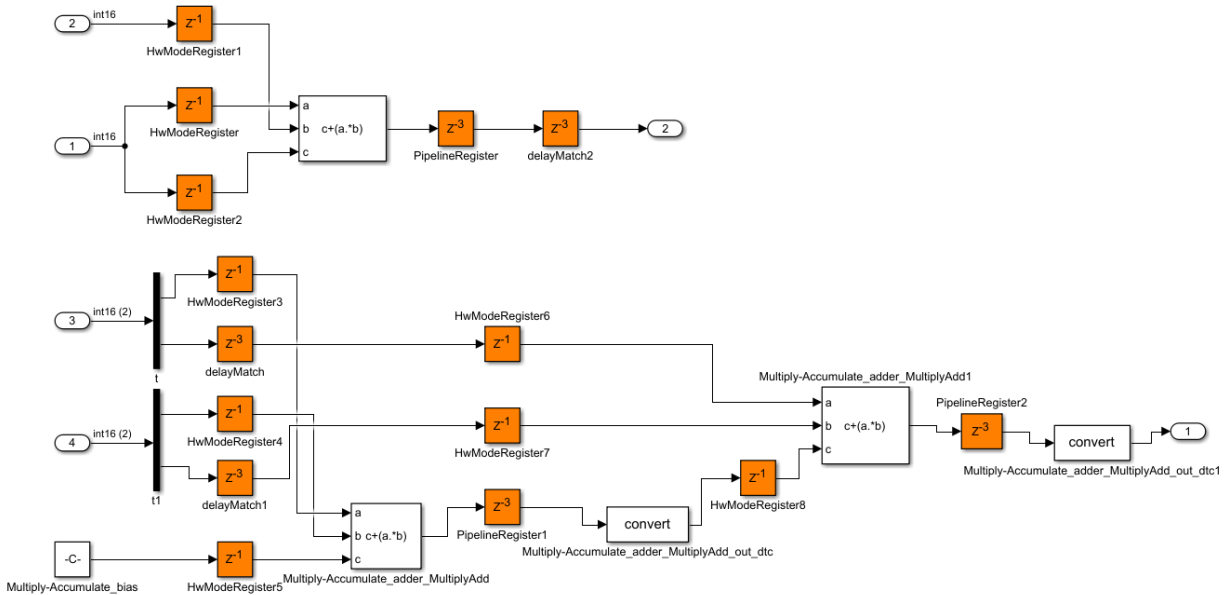 2
int16
Z-1
HwModeRegister1
1
int16
Z-1
HwModeRegister
Z-1
HwModeRegister2
a
b
c
c+(a.*b)
Z-3
PipelineRegister
Z-3
delayMatch2
2
3
int16 (2)
t
Z-1
HwModeRegister3
Z-3
delayMatch
HwModeRegister6
Z-1
4
int16 (2)
t1
Z-1
HwModeRegister4
Z-3
delayMatch1
Z-1
HwModeRegister7
-C-
Multiply-Accumulate_bias
Z-1
HwModeRegister5
a
b
c
c+(a.*b)
Multiply-Accumulate_adder_MultiplyAdd
Z-3
PipelineRegister1
convert
Multiply-Accumulate_adder_MultiplyAdd_out_dtc
Z-1
HwModeRegister8
Multiply-Accumulate_adder_MultiplyAdd1
a
b
c
c+(a.*b)
PipelineRegister2
Z-3
convert
Multiply-Accumulate_adder_MultiplyAdd_out_dtc1
1